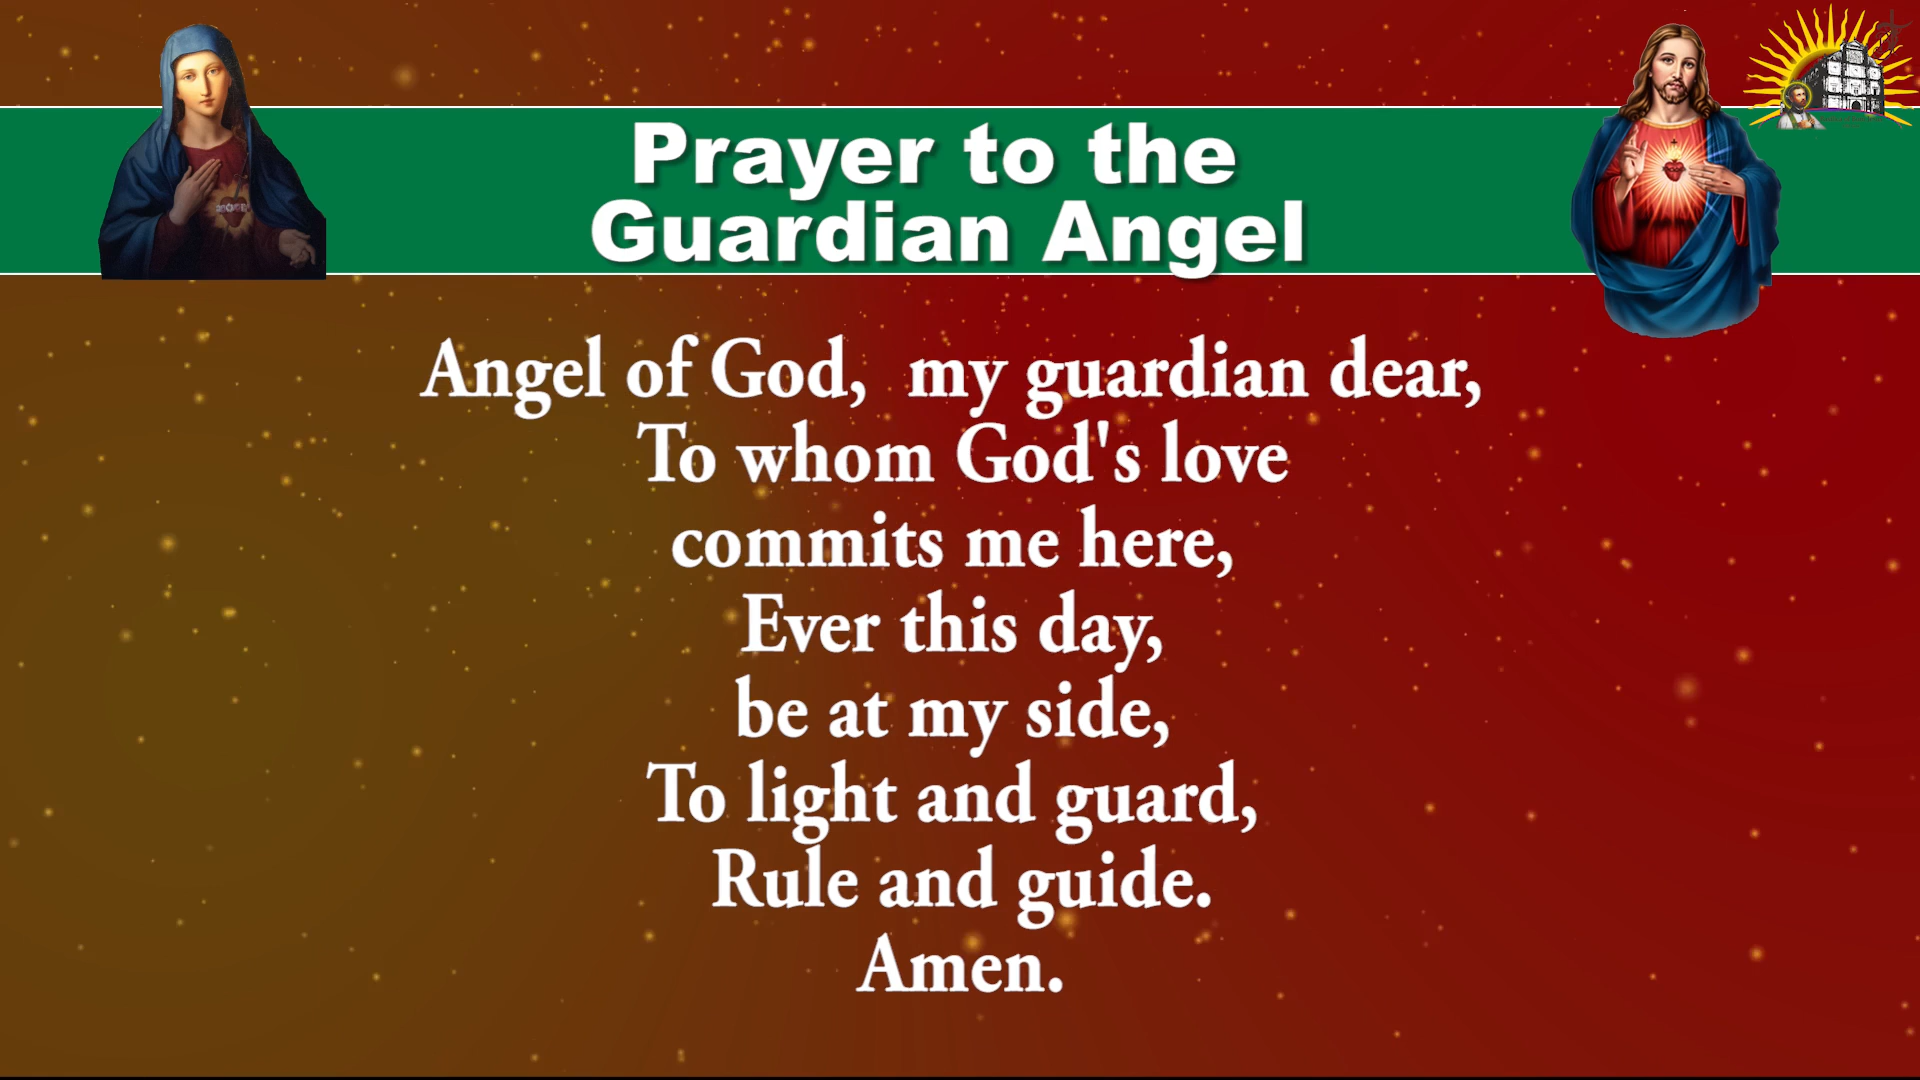 Prayer to the
Guardian Angel
Angel of God,  my guardian dear,
To whom God's love
commits me here,
Ever this day,
be at my side,
To light and guard,
Rule and guide.
Amen.